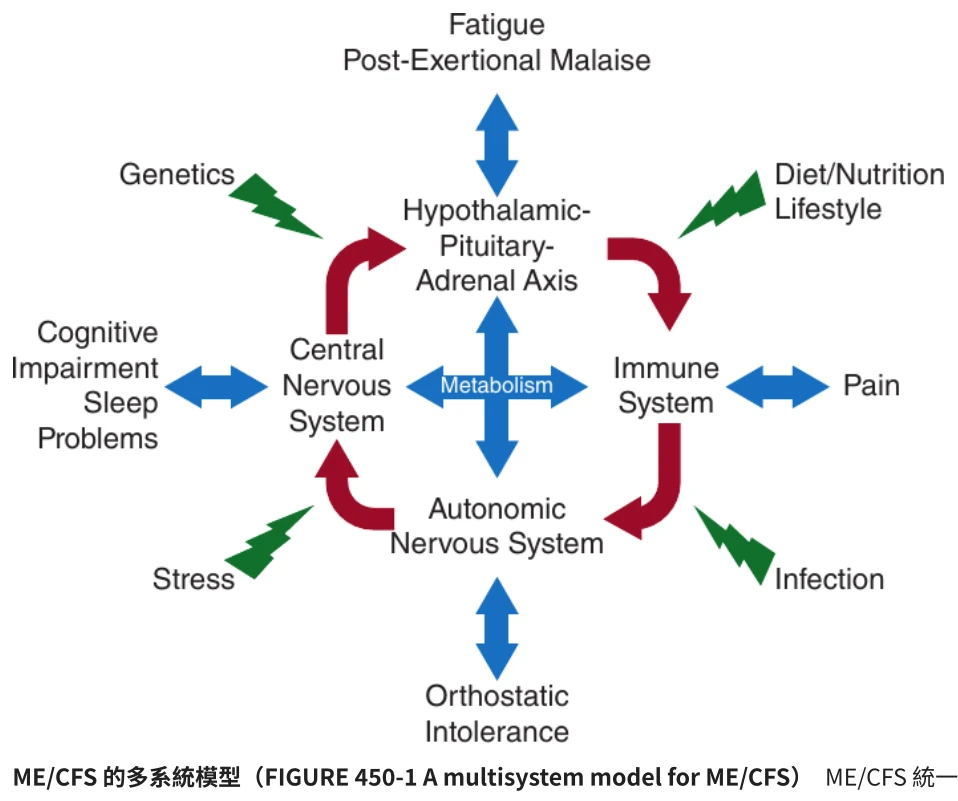 Fatigue
Post-Exertional Malaise
Genetics
Diet/Nutrition
Lifestyle
Hypothalamic-
Pituitary-
Adrenal Axis
Cognitive
Impairment
Sleep
Problems
Central
Nervous
System
Metabolism
Immune
System
Pain
Autonomic
Nervous System
Stress
Infection
Orthostatic
Intolerance
ME/CFS 的多系統模型（FIGURE 450-1 A multisystem model for ME/CFS） ME/CFS 統一